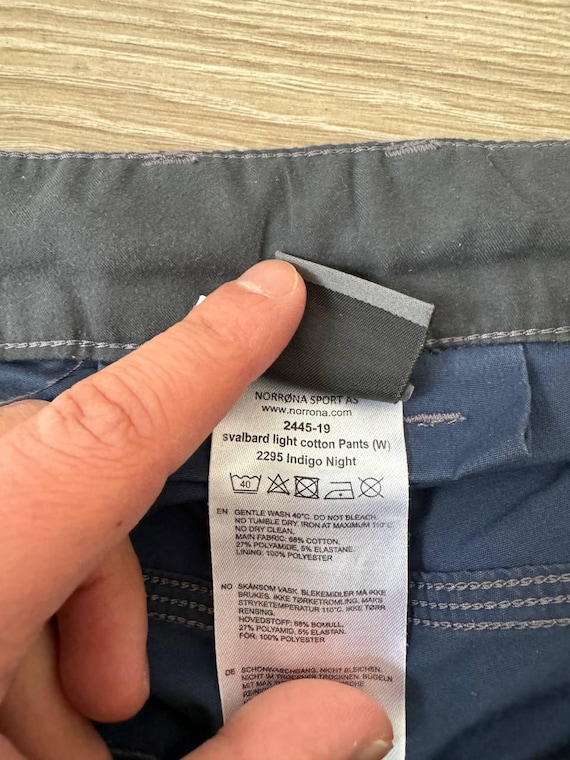 NORRØNA SPORT AS
www.norrona.com
2445-19
svalbard light cotton Pants (W)
2295 Indigo Night
40
EN GENTLE WASH 40°C. DO NOT BLEACH.
NO TUMBLE DRY. IRON AT MAXIMUM 110°C
NO DRY CLEAN.
MAIN FABRIC: 68% COTTON,
27% POLYAMIDE, 5% ELASTANE.
LINING: 100% POLYESTER
NO SKÅNSOM VASK. BLEKEMIDLER MÅ IKKE
BRUKES. IKKE TØRKETROMLING. MAKS
STRYKETEMPERATUR 110°C. IKKE TØRR
RENSING.
HOVEDSTOFF: 68% BOMULL,
27% POLYAMID, 5% ELASTAN.
FÔR: 100% POLYESTER
DE SCHONWASCHGANG. NICHT BLEICHEN.
NICHT IM TROMMELTROCKNER TROCKNEN. BÜGELN
MIT MAX